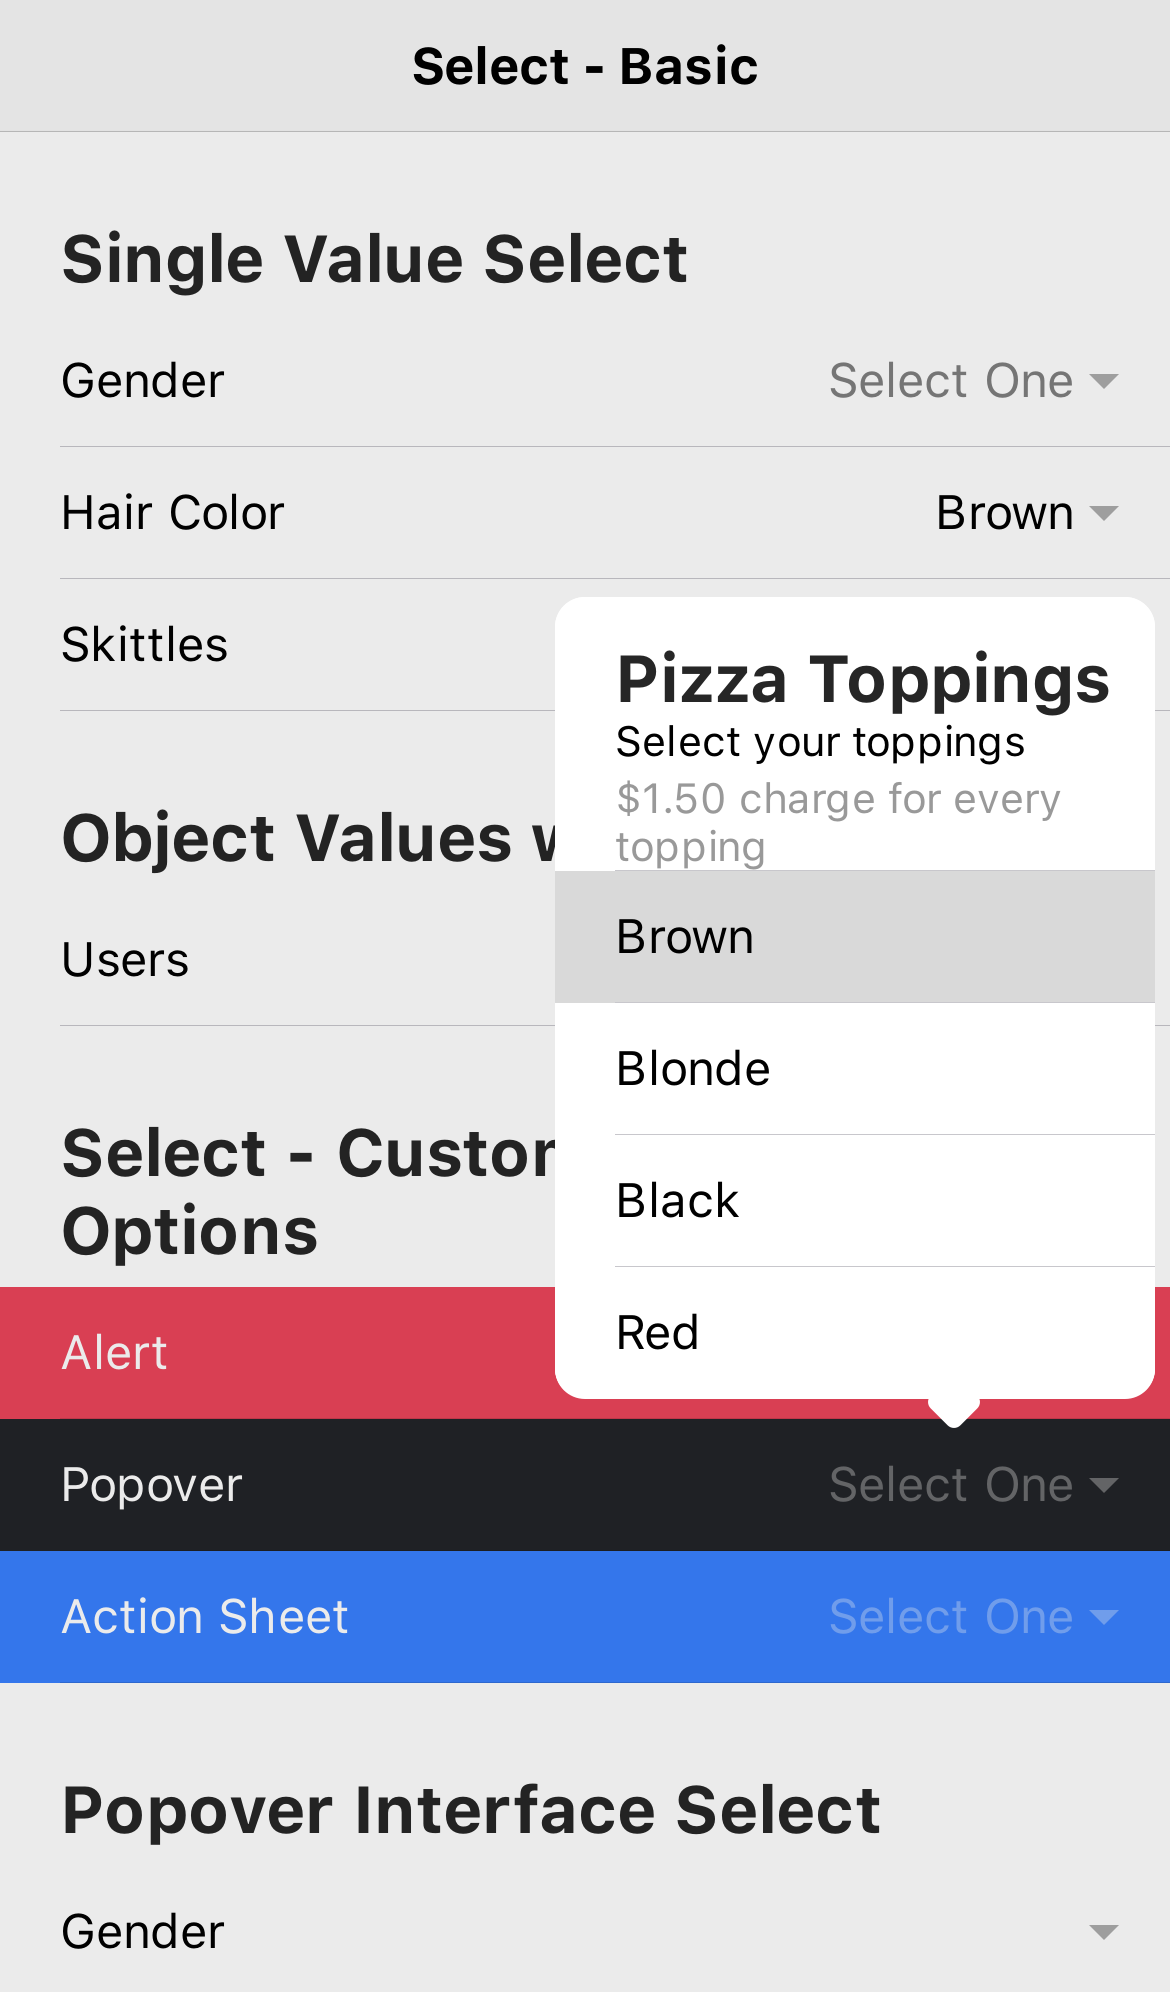 Select - Basic
Single Value Select
Gender Select One
Hair Color Brown
Skittles
Object Values
Users
Select -
Options
Alert
Pizza Toppings
Select your toppings
$1.50 charge for every
topping
Brown
Blonde
Black
Red
Popover Select One
Action Sheet Select One
Popover Interface Select
Gender